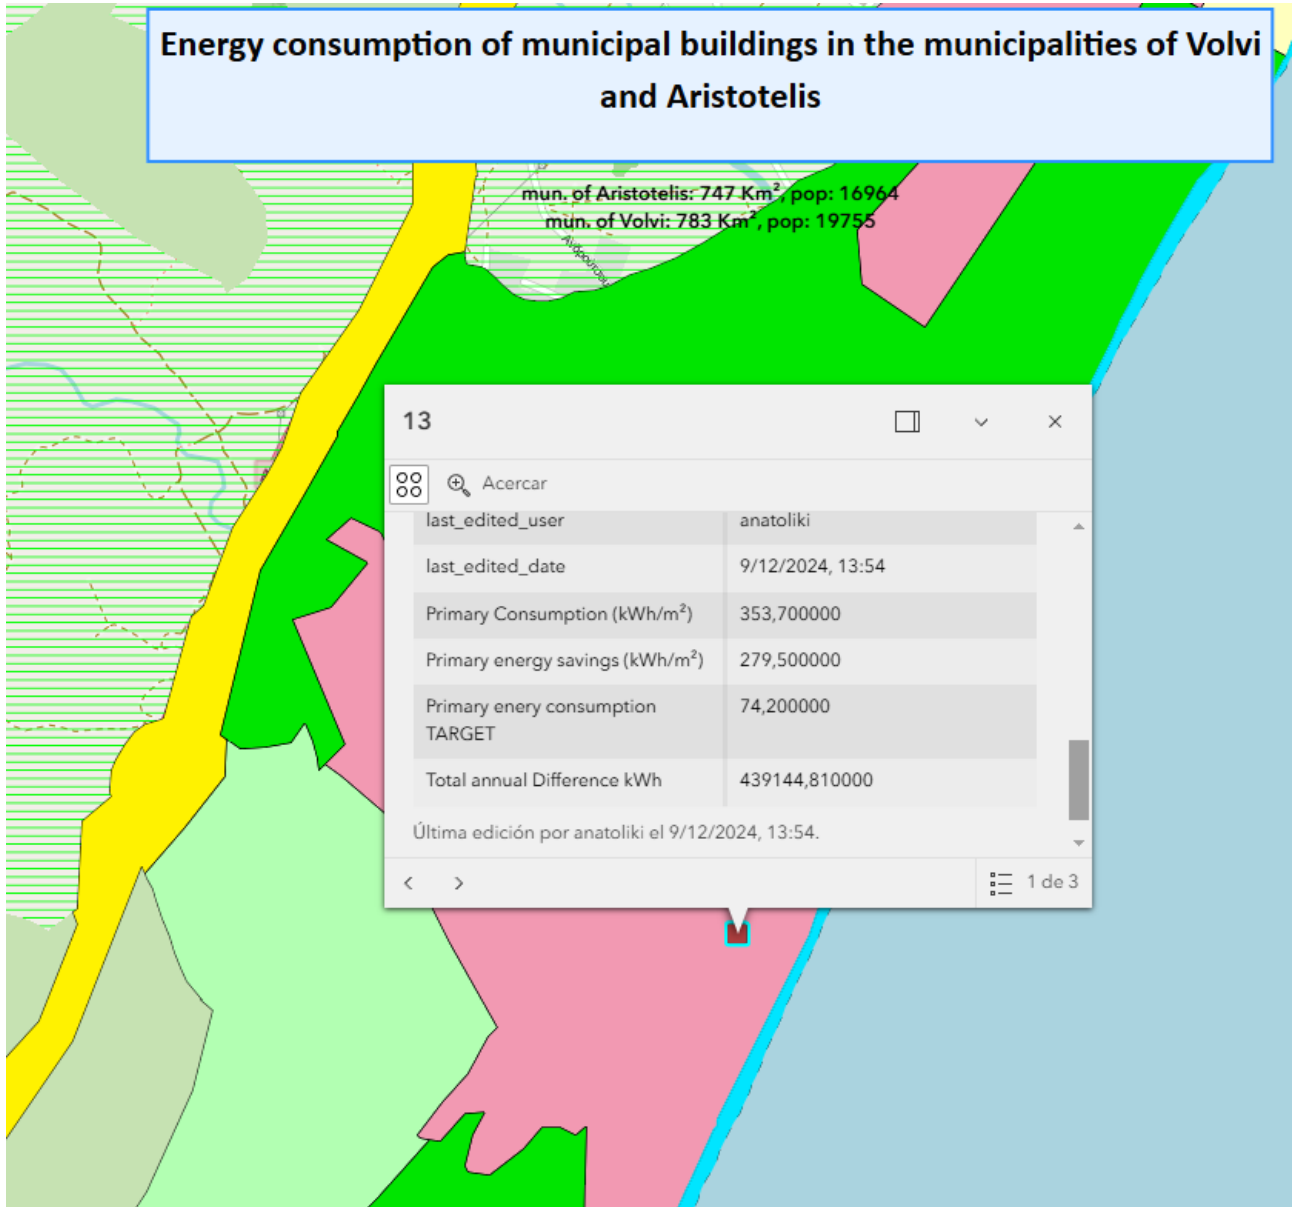 Energy consumption of municipal buildings in the municipalities of Volvi
and Aristotelis
mun. of Aristotelis: 747 Km², pop: 16964
mun. of Volvi: 783 Km², pop: 19755
13
Acercar
last_edited_user anatoliki
last_edited_date 9/12/2024, 13:54
Primary Consumption (kWh/m²) 353,700000
Primary energy savings (kWh/m²) 279,500000
Primary enery consumption
TARGET 74,200000
Total annual Difference kWh 439144,810000
Última edición por anatoliki el 9/12/2024, 13:54.
1 de 3